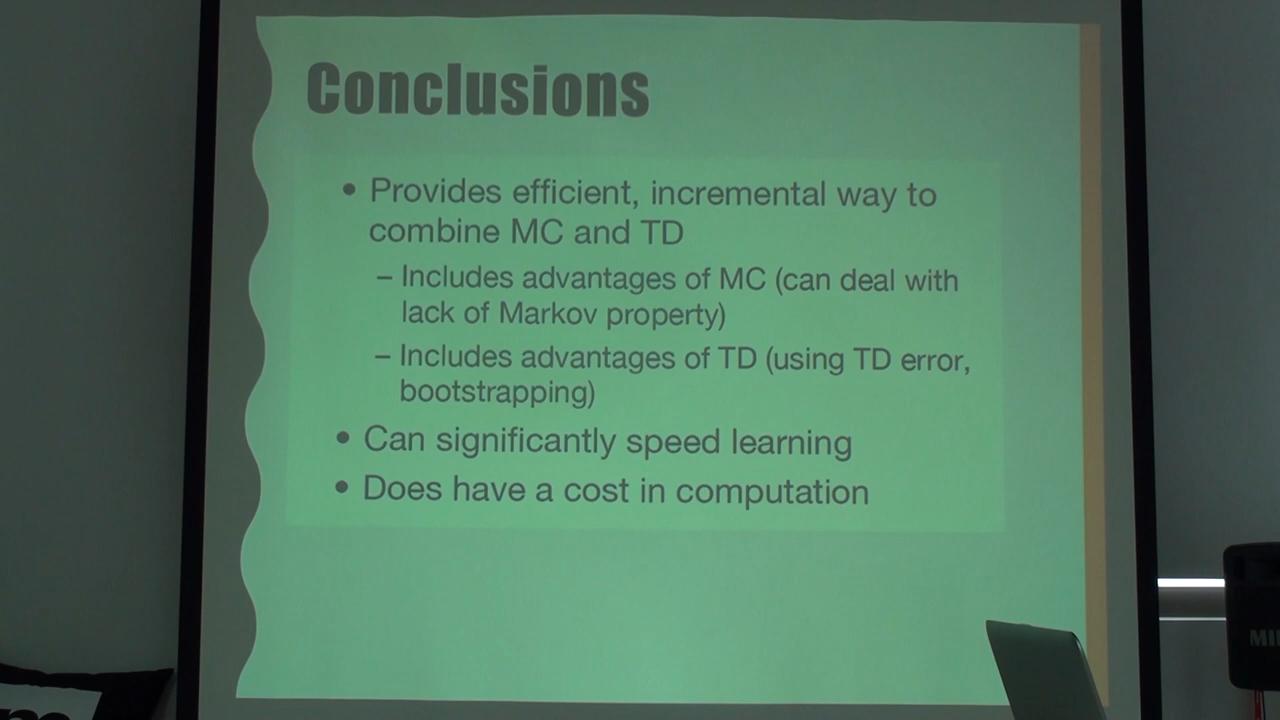 Conclusions
• Provides efficient, incremental way to
combine MC and TD
– Includes advantages of MC (can deal with
lack of Markov property)
– Includes advantages of TD (using TD error,
bootstrapping)
• Can significantly speed learning
• Does have a cost in computation